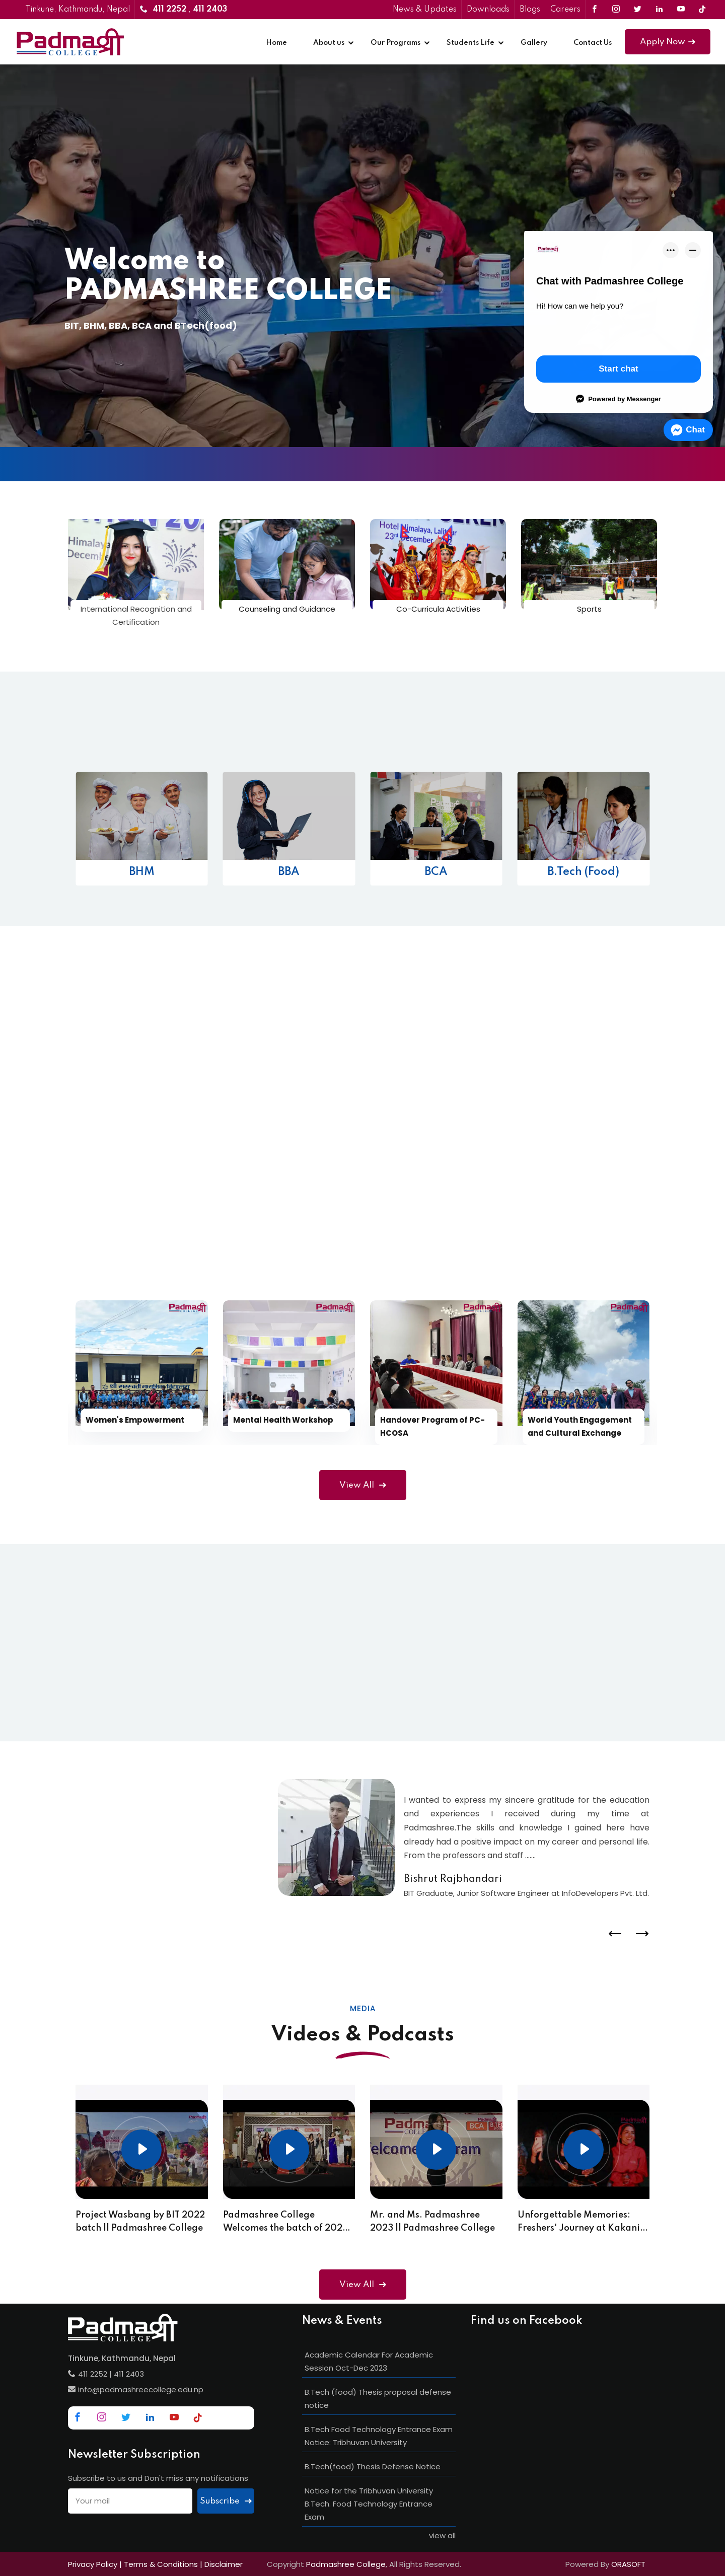 Tinkune, Kathmandu, Nepal
411 2252 , 411 2403
News & Updates
Downloads
Blogs
Careers
Padmaश्री
COLLEGE
Home
About us
Our Programs
Students Life
Gallery
Contact Us
Apply Now
Welcome to
PADMASHREE COLLEGE
BIT, BHM, BBA, BCA and BTech(food)
Chat with Padmashree College
Hi! How can we help you?
Start chat
Powered by Messenger
Chat
International Recognition and
Certification
Counseling and Guidance
Hotel Himalaya, Lalit
23rd December,
Co-Curricula Activities
Sports
BHM
BBA
BCA
B.Tech (Food)
Women's Empowerment
Mental Health Workshop
Handover Program of PC-
HCOSA
World Youth Engagement
and Cultural Exchange
View All
I wanted to express my sincere gratitude for the education
and experiences I received during my time at
Padmashree.The skills and knowledge I gained here have
already had a positive impact on my career and personal life.
From the professors and staff .......
Bishrut Rajbhandari
BIT Graduate, Junior Software Engineer at InfoDevelopers Pvt. Ltd.
MEDIA
Videos & Podcasts
Project Wasbang by BIT 2022
batch ll Padmashree College
Padmashree College
Welcomes the batch of 202...
Mr. and Ms. Padmashree
2023 ll Padmashree College
Unforgettable Memories:
Freshers' Journey at Kakani...
View All
Padmaश्री
COLLEGE
Tinkune, Kathmandu, Nepal
411 2252 | 411 2403
info@padmashreecollege.edu.np
Newsletter Subscription
Subscribe to us and Don't miss any notifications
Your mail
Subscribe
News & Events
Academic Calendar For Academic
Session Oct-Dec 2023
B.Tech (food) Thesis proposal defense
notice
B.Tech Food Technology Entrance Exam
Notice: Tribhuvan University
B.Tech(food) Thesis Defense Notice
Notice for the Tribhuvan University
B.Tech. Food Technology Entrance
Exam
view all
Find us on Facebook
Privacy Policy | Terms & Conditions | Disclaimer
Copyright Padmashree College, All Rights Reserved.
Powered By ORASOFT